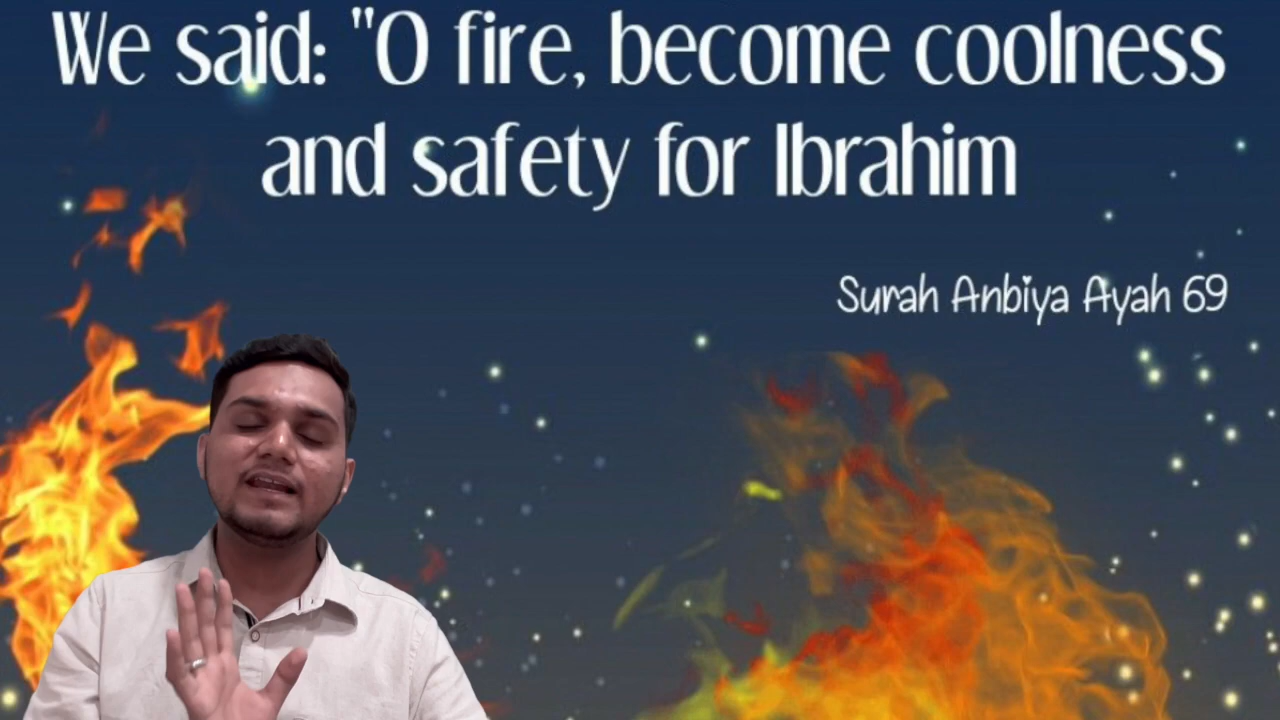 We said: "O fire, become coolness
and safety for Ibrahim
Surah Anbiya Ayah 69